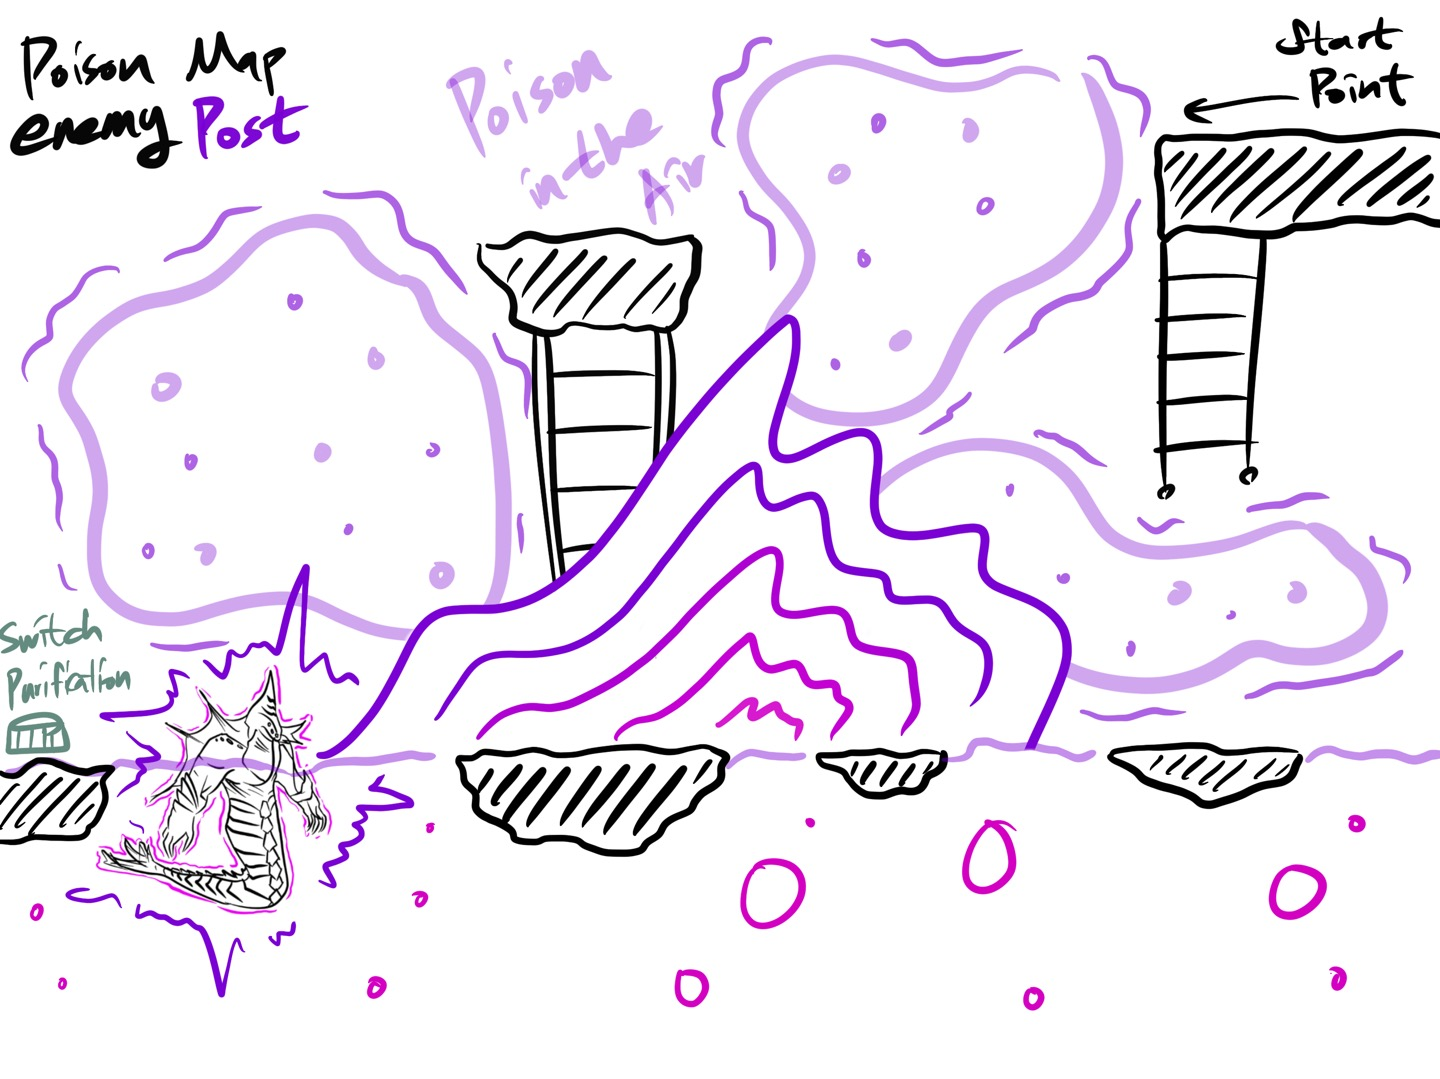 Poison Map
enemy Post
Poison
in the
Air
Start
Point
Switch
Purification